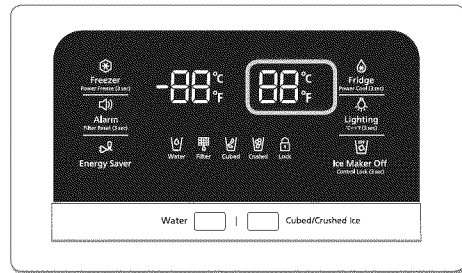 Freezer
Power Freeze (3 sec)
Alarm
Filter Reset (3 sec)
Energy Saver
-88 °C °F
88 °C °F
Fridge
Power Cool (3 sec)
Lighting
°C↔°F (3 sec)
OFF
Ice Maker Off
Control Lock (3 sec)
Water Filter Cubed Crushed Lock
Water | Cubed/Crushed Ice